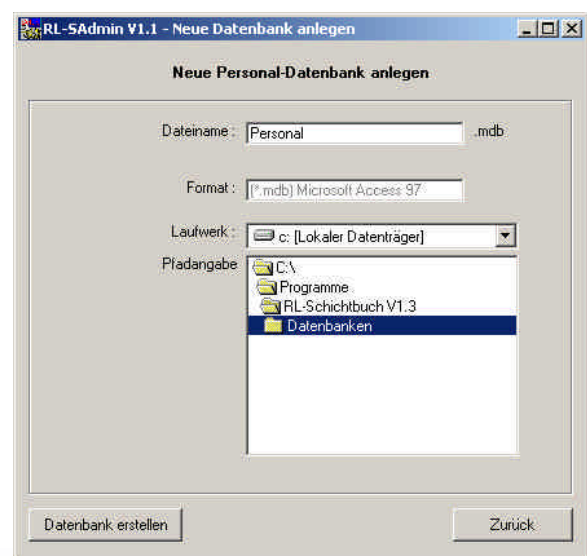 RL-SAdmin V1.1 - Neue Datenbank anlegen
Neue Personal-Datenbank anlegen
Dateiname : Personal .mdb
Format : (*.mdb) Microsoft Access 97
Laufwerk : c: [Lokaler Datenträger]
Pfadangabe C:\
Programme
RL-Schichtbuch V1.3
Datenbanken
Datenbank erstellen Zurück